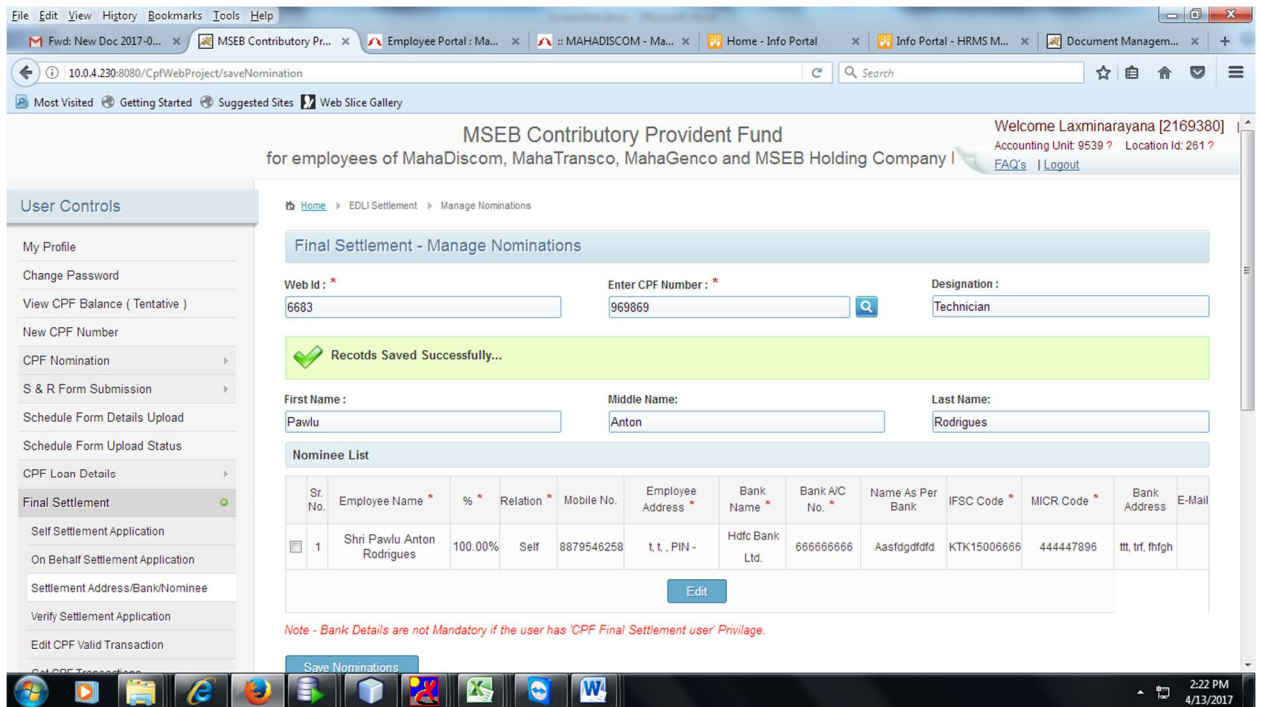 File Edit View History Bookmarks Tools Help
Fwd: New Doc 2017-0... × MSEB Contributory Pr... × Employee Portal : Ma... × :: MAHADISCOM - Ma... × Home - Info Portal × Info Portal - HRMS M... × Document Managem... × +
10.0.4.230:8080/CpfWebProject/saveNomination Search
Most Visited Getting Started Suggested Sites Web Slice Gallery
MSEB Contributory Provident Fund
for employees of MahaDiscom, MahaTransco, MahaGenco and MSEB Holding Company
Welcome Laxminarayana [2169380] |
Accounting Unit: 9539 ? Location Id: 261 ?
FAQ's | Logout
User Controls
My Profile
Change Password
View CPF Balance ( Tentative )
New CPF Number
CPF Nomination
S & R Form Submission
Schedule Form Details Upload
Schedule Form Upload Status
CPF Loan Details
Final Settlement
Self Settlement Application
On Behalf Settlement Application
Settlement Address/Bank/Nominee
Verify Settlement Application
Edit CPF Valid Transaction
Get CPF Transactions
Home EDLI Settlement Manage Nominations
Final Settlement - Manage Nominations
Web Id : * Enter CPF Number : * Designation :
6683 969869 Technician
Recotds Saved Successfully...
First Name : Middle Name: Last Name:
Pawlu Anton Rodrigues
Nominee List
Sr. No. Employee Name * % * Relation * Mobile No. Employee Address * Bank Name * Bank A/C No. * Name As Per Bank IFSC Code * MICR Code * Bank Address E-Mail
1 Shri Pawlu Anton Rodrigues 100.00% Self 8879546258 t, t, , PIN - Hdfc Bank Ltd. 666666666 Aasfdgdfdfd KTK15006666 444447896 ttt, trf, fhfgh
Edit
Note - Bank Details are not Mandatory if the user has 'CPF Final Settlement user' Privilage.
Save Nominations
2:22 PM
4/13/2017